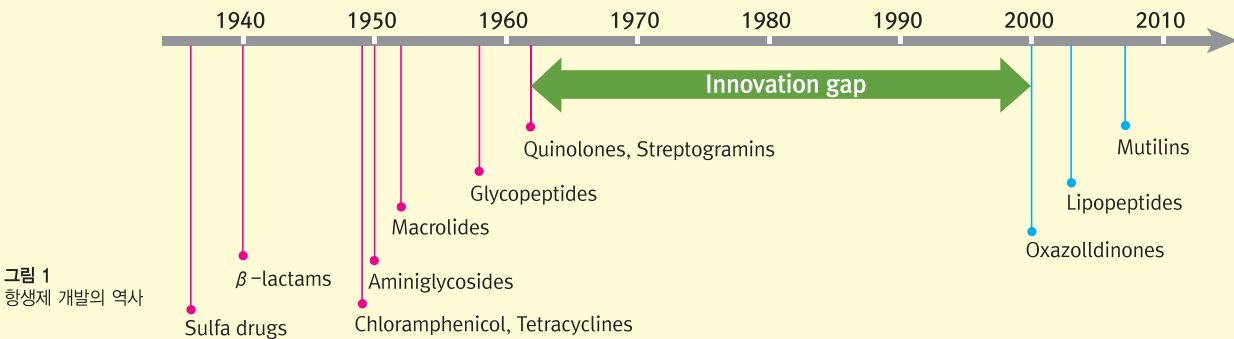 1940 1950 1960 1970 1980 1990 2000 2010
Innovation gap
Quinolones, Streptogramins
Mutilins
Glycopeptides
Lipopeptides
Macrolides
Oxazolldinones
그림 1
β-lactams
Aminiglycosides
항생제 개발의 역사
Sulfa drugs
Chloramphenicol, Tetracyclines